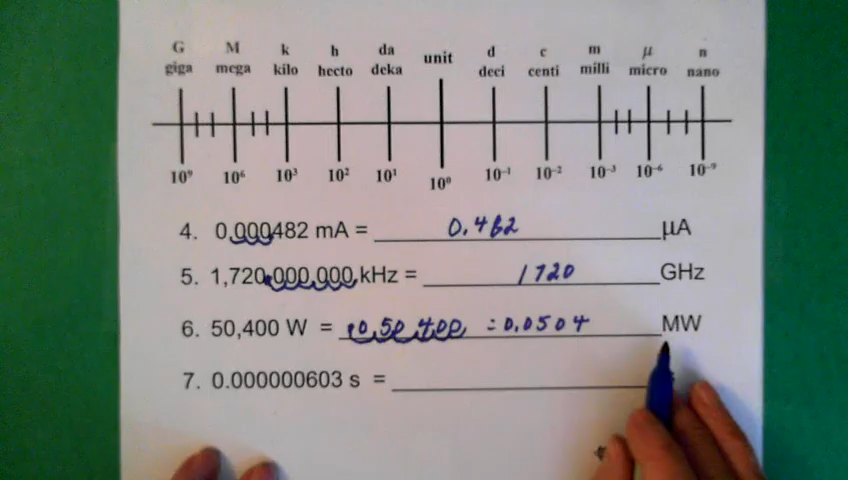 G M k h da unit d c m μ n
giga mega kilo hecto deka deci centi milli micro nano
10⁹ 10⁶ 10³ 10² 10¹ 10⁰ 10⁻¹ 10⁻² 10⁻³ 10⁻⁶ 10⁻⁹
4. 0.000482 mA = 0.482 μA
5. 1,720,000,000 kHz = 1720 GHz
6. 50,400 W = .050400 = 0.0504 MW
7. 0.000000603 s =